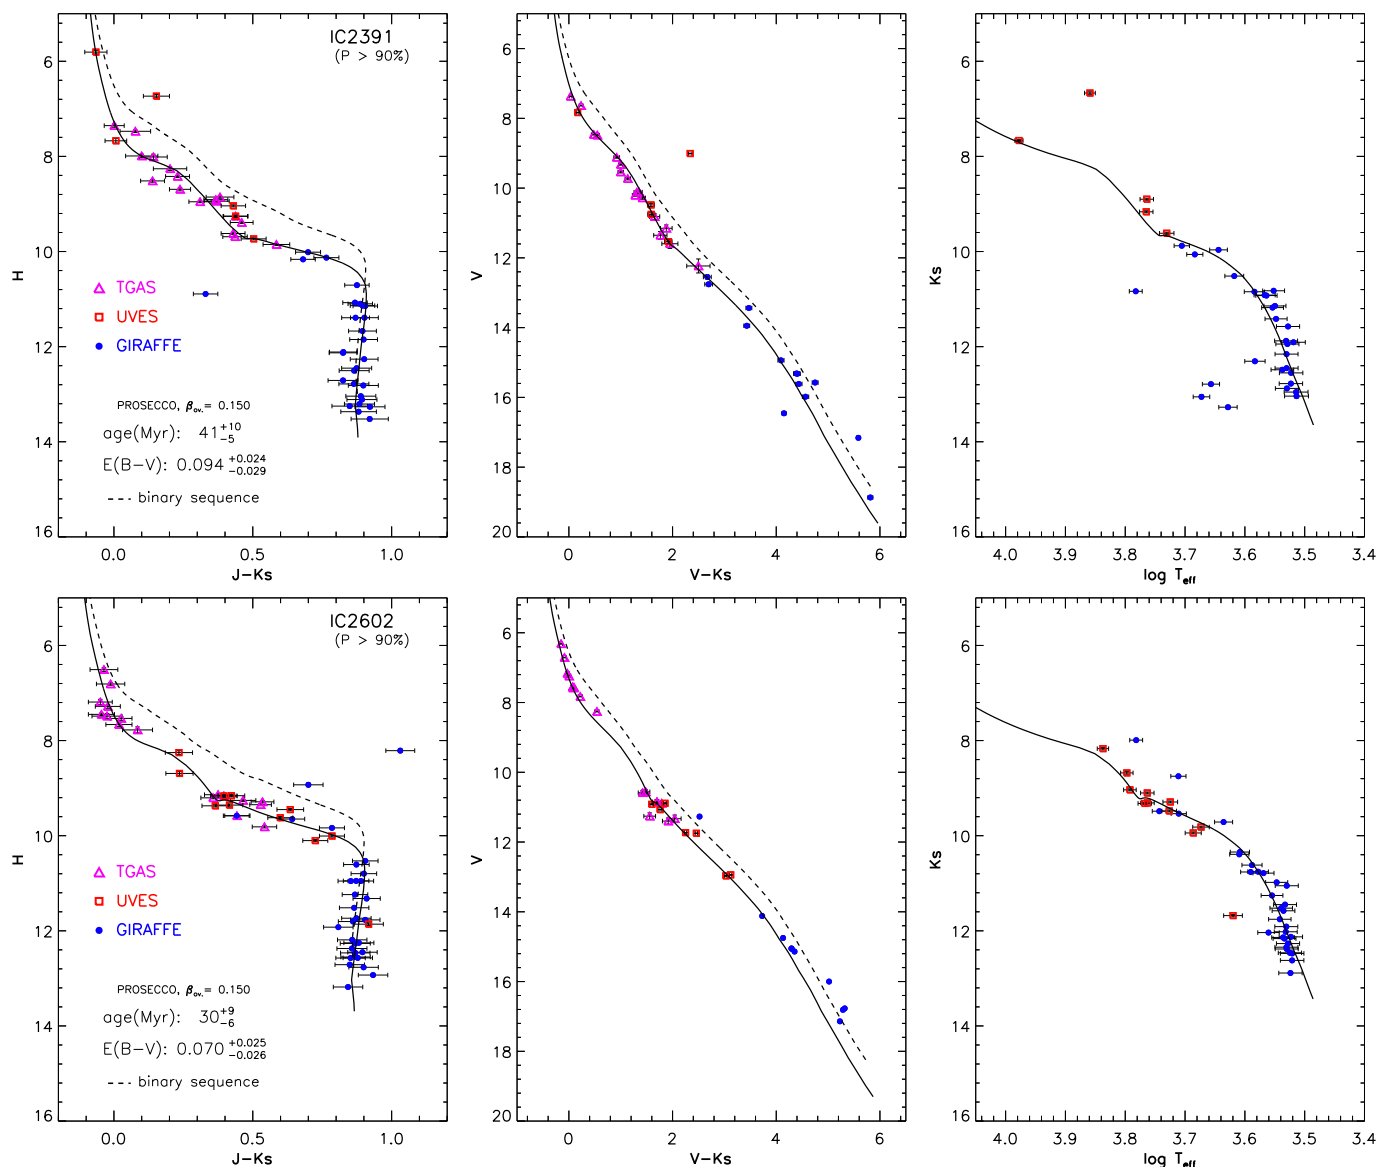 IC2391
(P > 90%)
6
8
10
12
14
16
H
TGAS
UVES
GIRAFFE
PROSECCO, βov.= 0.150
age(Myr): 41 +10 −5
E(B−V): 0.094 +0.024 −0.029
binary sequence
0.0 0.5 1.0
J−Ks
6
8
10
12
14
16
18
20
V
0 2 4 6
V−Ks
6
8
10
12
14
16
Ks
4.0 3.9 3.8 3.7 3.6 3.5 3.4
log Teff
IC2602
(P > 90%)
6
8
10
12
14
16
H
TGAS
UVES
GIRAFFE
PROSECCO, βov.= 0.150
age(Myr): 30 +9 −6
E(B−V): 0.070 +0.025 −0.026
binary sequence
0.0 0.5 1.0
J−Ks
6
8
10
12
14
16
18
20
V
0 2 4 6
V−Ks
6
8
10
12
14
16
Ks
4.0 3.9 3.8 3.7 3.6 3.5 3.4
log Teff